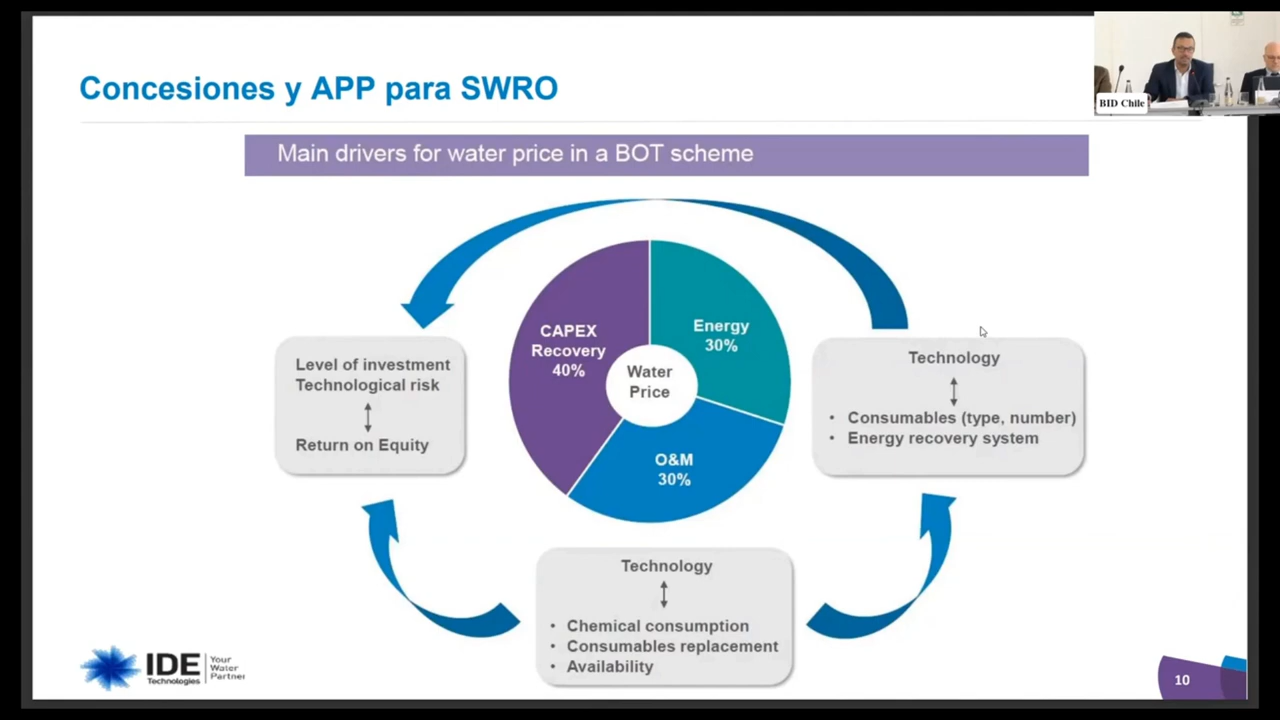 Concesiones y APP para SWRO
BID Chile
Main drivers for water price in a BOT scheme
CAPEX
Recovery
40%
Energy
30%
Water
Price
O&M
30%
Level of investment
Technological risk
Return on Equity
Technology
• Consumables (type, number)
• Energy recovery system
Technology
• Chemical consumption
• Consumables replacement
• Availability
IDE
Technologies
Your
Water
Partner
10